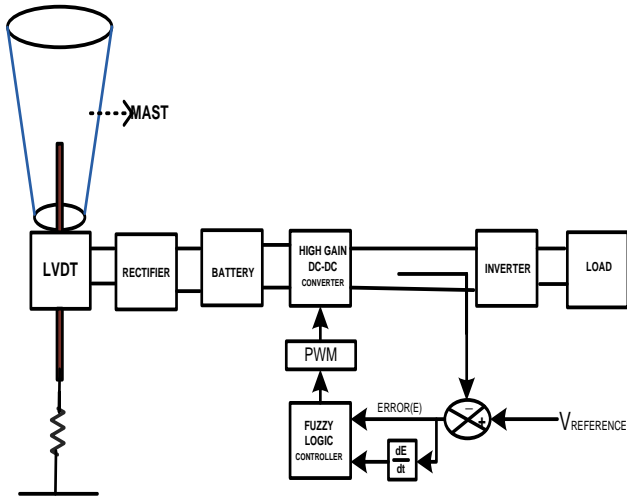 MAST
LVDT
RECTIFIER
BATTERY
HIGH GAIN
DC-DC
CONVERTER
INVERTER
LOAD
PWM
FUZZY
LOGIC
CONTROLLER
ERROR(E)
dE
dt
−
+
VREFERENCE